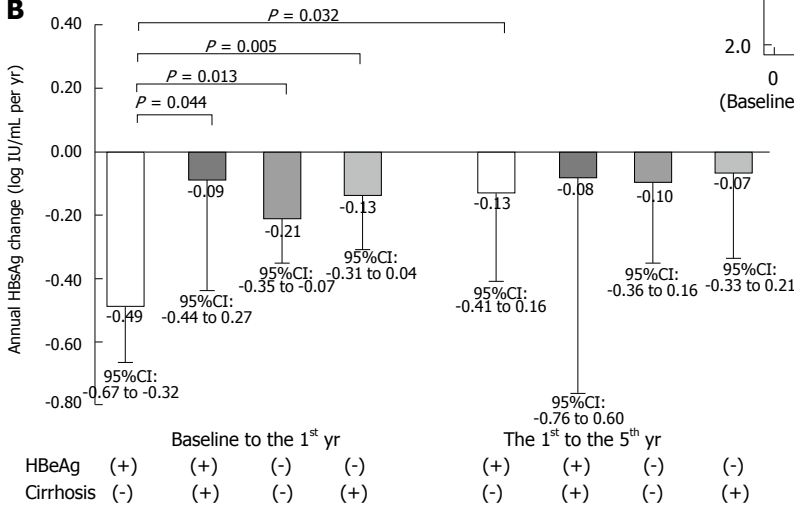 B
0.40
0.20
0.00
-0.20
-0.40
-0.60
-0.80
Annual HBsAg change (log IU/mL per yr)
P = 0.032
P = 0.005
P = 0.013
P = 0.044
2.0
0
(Baseline
-0.49
95%CI:
-0.67 to -0.32
-0.09
95%CI:
-0.44 to 0.27
-0.21
95%CI:
-0.35 to -0.07
-0.13
95%CI:
-0.31 to 0.04
-0.13
95%CI:
-0.41 to 0.16
-0.08
95%CI:
-0.76 to 0.60
-0.10
95%CI:
-0.36 to 0.16
-0.07
95%CI:
-0.33 to 0.21
Baseline to the 1st yr The 1st to the 5th yr
HBeAg (+) (+) (-) (-) (+) (+) (-) (-)
Cirrhosis (-) (+) (-) (+) (-) (+) (-) (+)